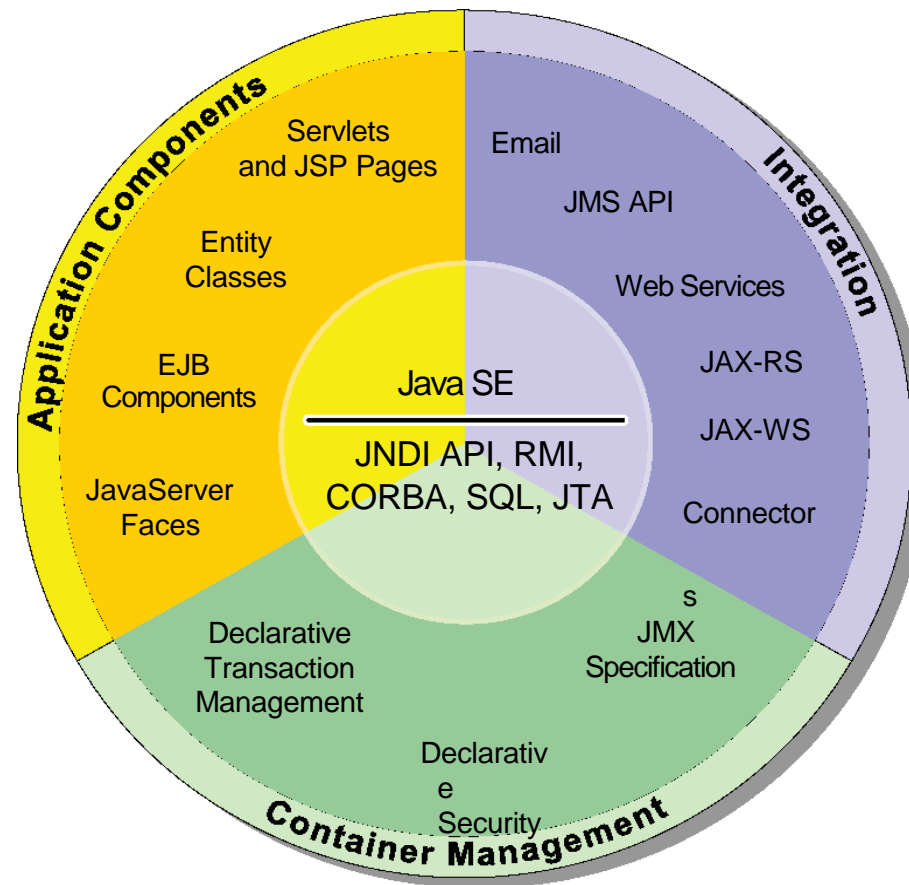 Application Components
Servlets
and JSP Pages
Entity
Classes
EJB
Components
JavaServer
Faces
Integration
Email
JMS API
Web Services
JAX-RS
JAX-WS
Connector
s
Java SE
JNDI API, RMI,
CORBA, SQL, JTA
JMX
Specification
Declarative
Transaction
Management
Declarativ
e
Security
Container Management